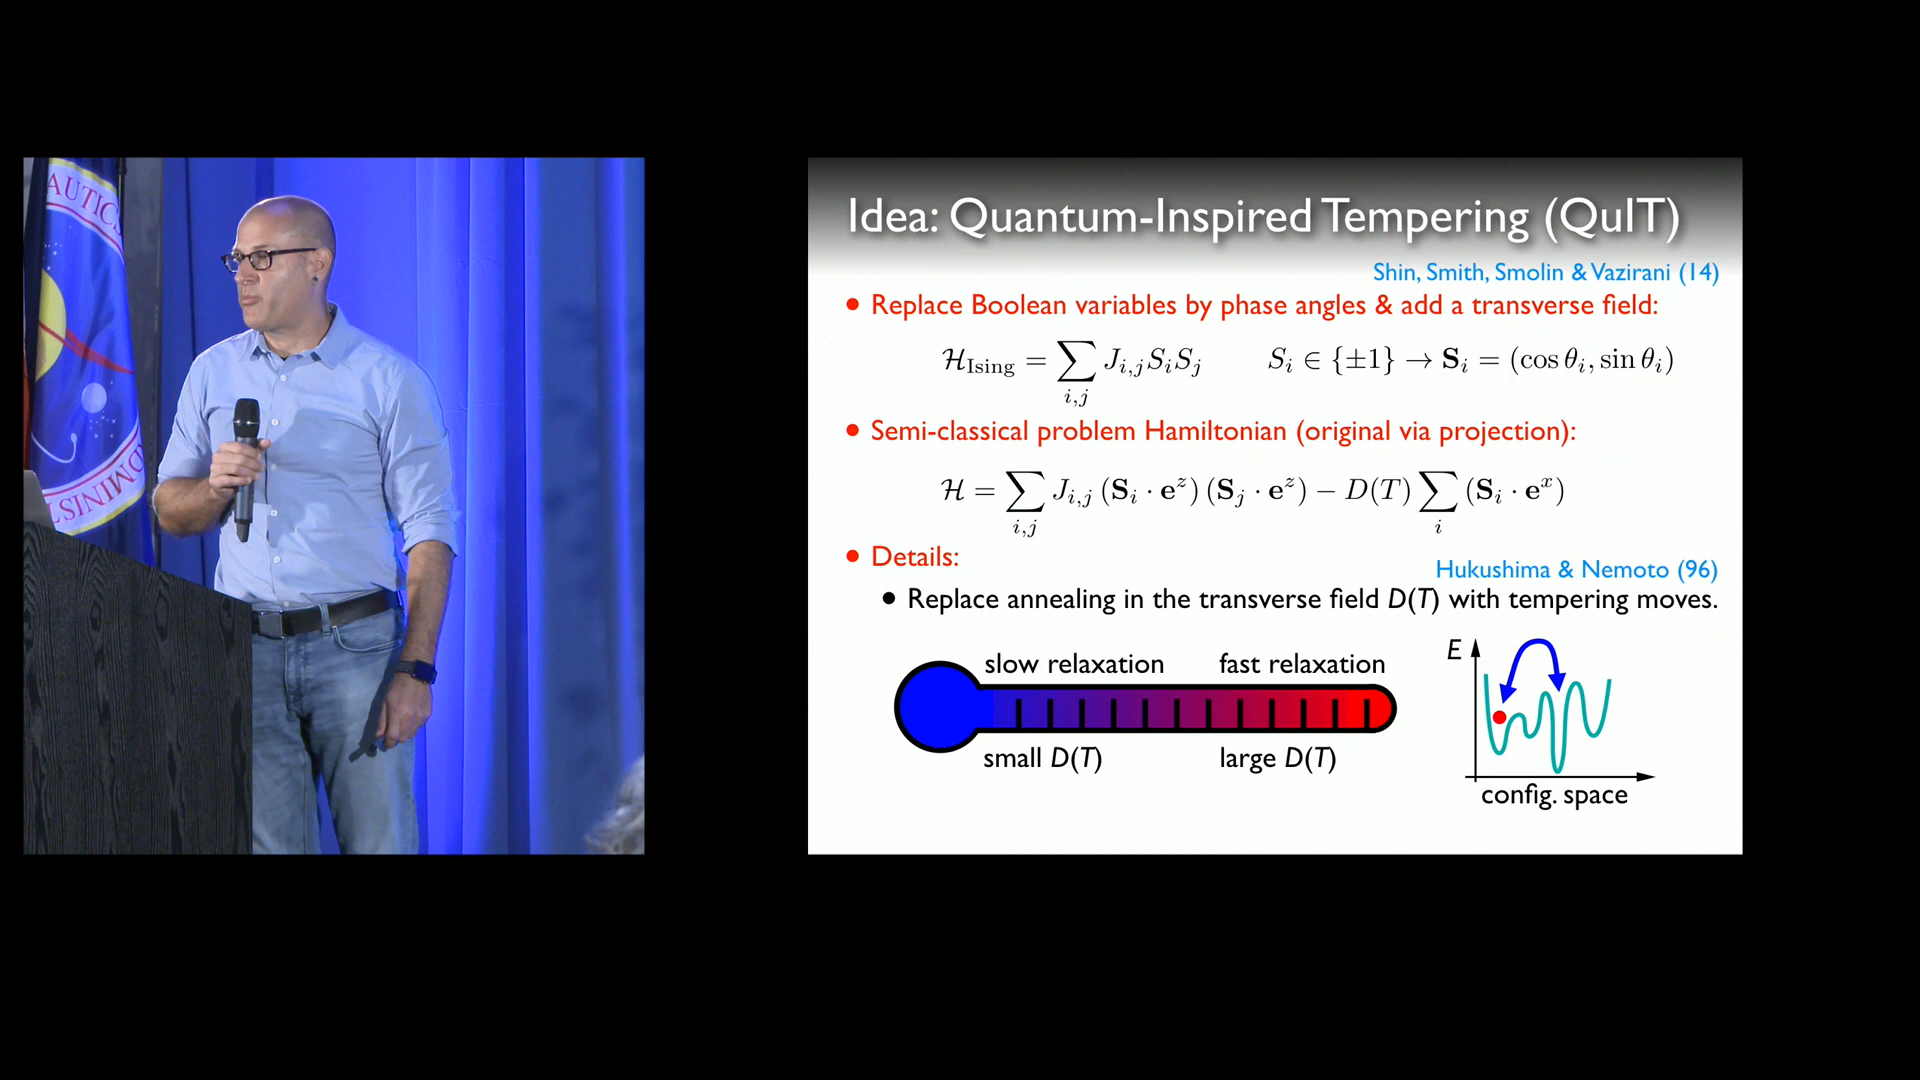 AUTICS
DMINIST
Idea: Quantum-Inspired Tempering (QuIT)
Shin, Smith, Smolin & Vazirani (14)
• Replace Boolean variables by phase angles & add a transverse field:
ℋ_Ising = ∑_{i,j} J_{i,j} S_i S_j    S_i ∈ {±1} → 𝐒_i = (cos θ_i, sin θ_i)
• Semi-classical problem Hamiltonian (original via projection):
ℋ = ∑_{i,j} J_{i,j} (𝐒_i · 𝐞^z) (𝐒_j · 𝐞^z) − D(T) ∑_i (𝐒_i · 𝐞^x)
• Details:
Hukushima & Nemoto (96)
• Replace annealing in the transverse field D(T) with tempering moves.
slow relaxation fast relaxation
small D(T) large D(T)
E
config. space